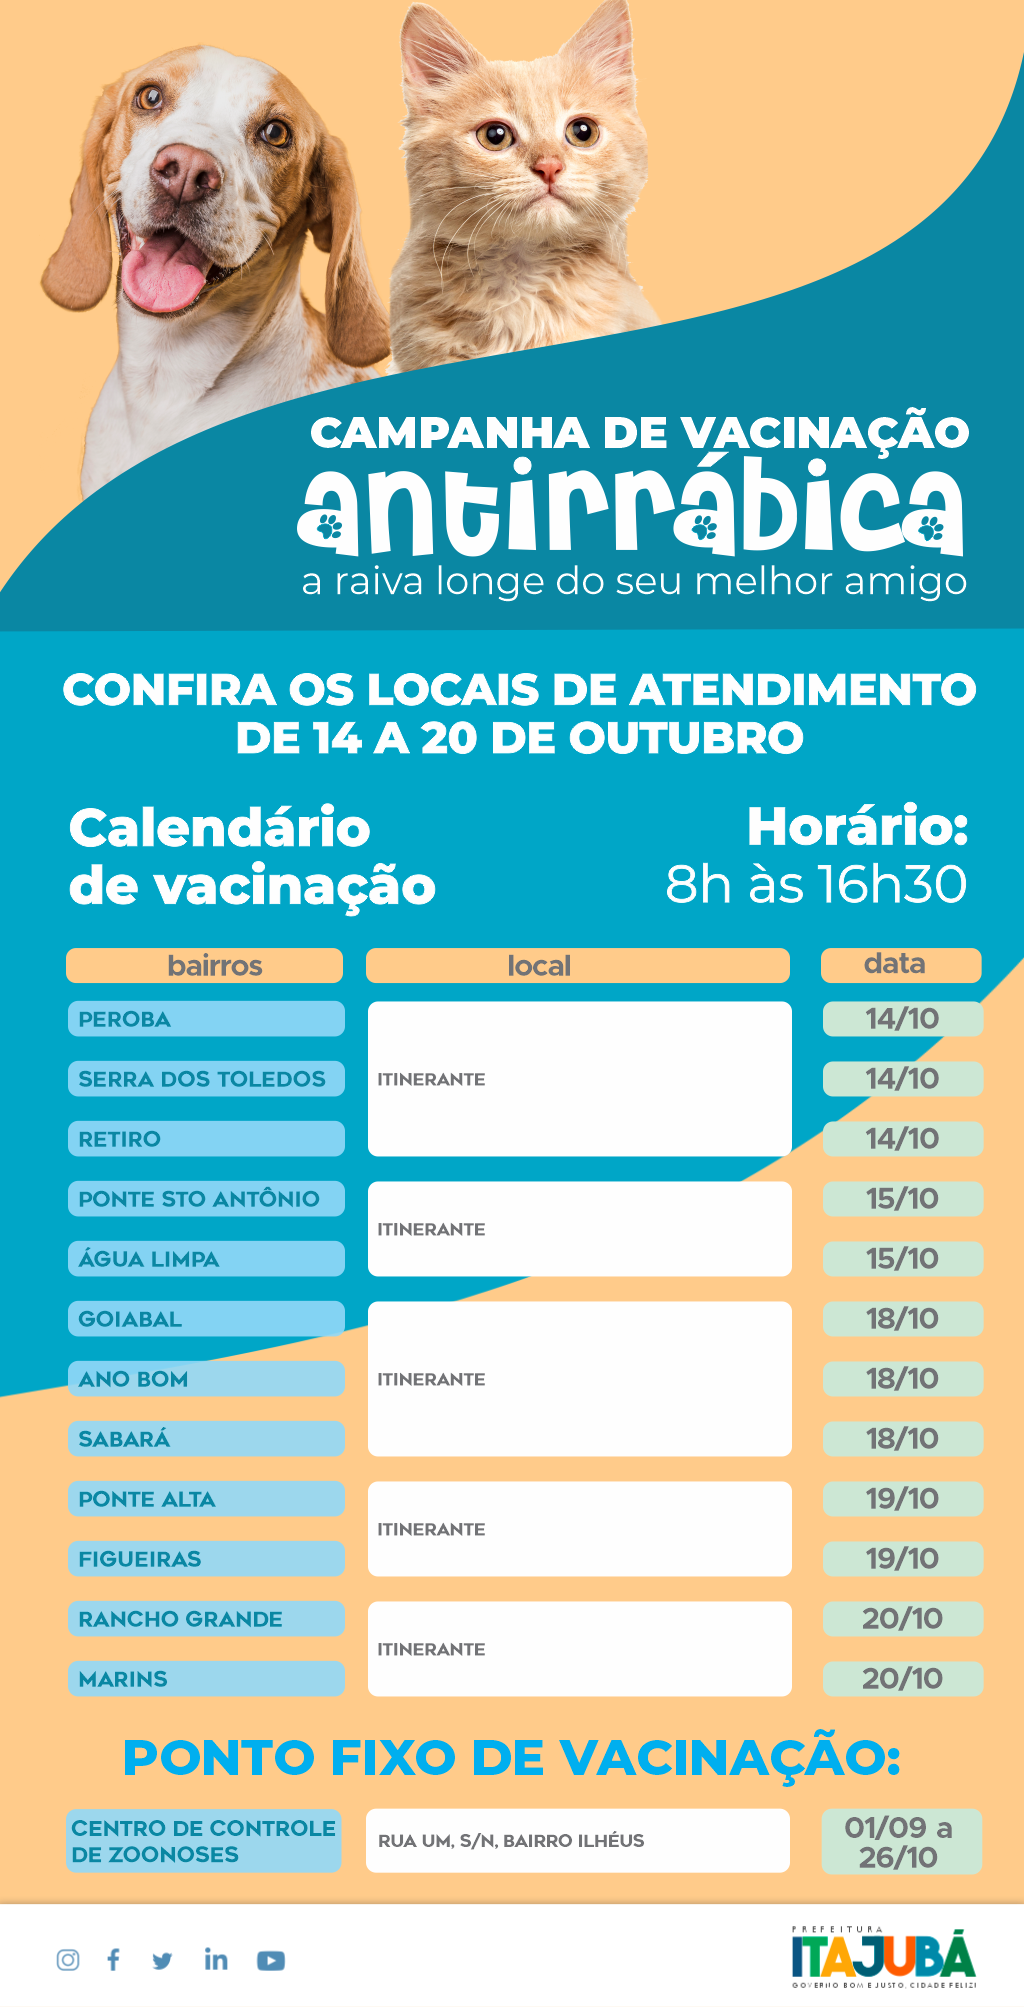 CAMPANHA DE VACINAÇÃO
antirrábica
a raiva longe do seu melhor amigo
CONFIRA OS LOCAIS DE ATENDIMENTO
DE 14 A 20 DE OUTUBRO
Calendário
de vacinação
Horário:
8h às 16h30
bairros local data
PEROBA 14/10
SERRA DOS TOLEDOS ITINERANTE 14/10
RETIRO 14/10
PONTE STO ANTÔNIO 15/10
ITINERANTE
ÁGUA LIMPA 15/10
GOIABAL 18/10
ANO BOM ITINERANTE 18/10
SABARÁ 18/10
PONTE ALTA 19/10
ITINERANTE
FIGUEIRAS 19/10
RANCHO GRANDE 20/10
ITINERANTE
MARINS 20/10
PONTO FIXO DE VACINAÇÃO:
CENTRO DE CONTROLE
DE ZOONOSES
RUA UM, S/N, BAIRRO ILHÉUS
01/09 a
26/10
PREFEITURA
ITAJUBÁ
GOVERNO BOM E JUSTO, CIDADE FELIZ!